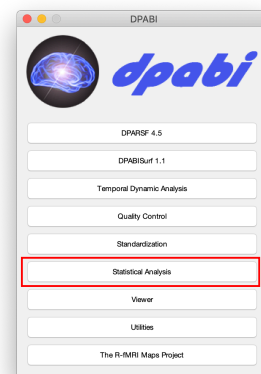 DPABI
dpabi
DPARSF 4.5
DPABISurf 1.1
Temporal Dynamic Analysis
Quality Control
Standardization
Statistical Analysis
Viewer
Utilities
The R-fMRI Maps Project